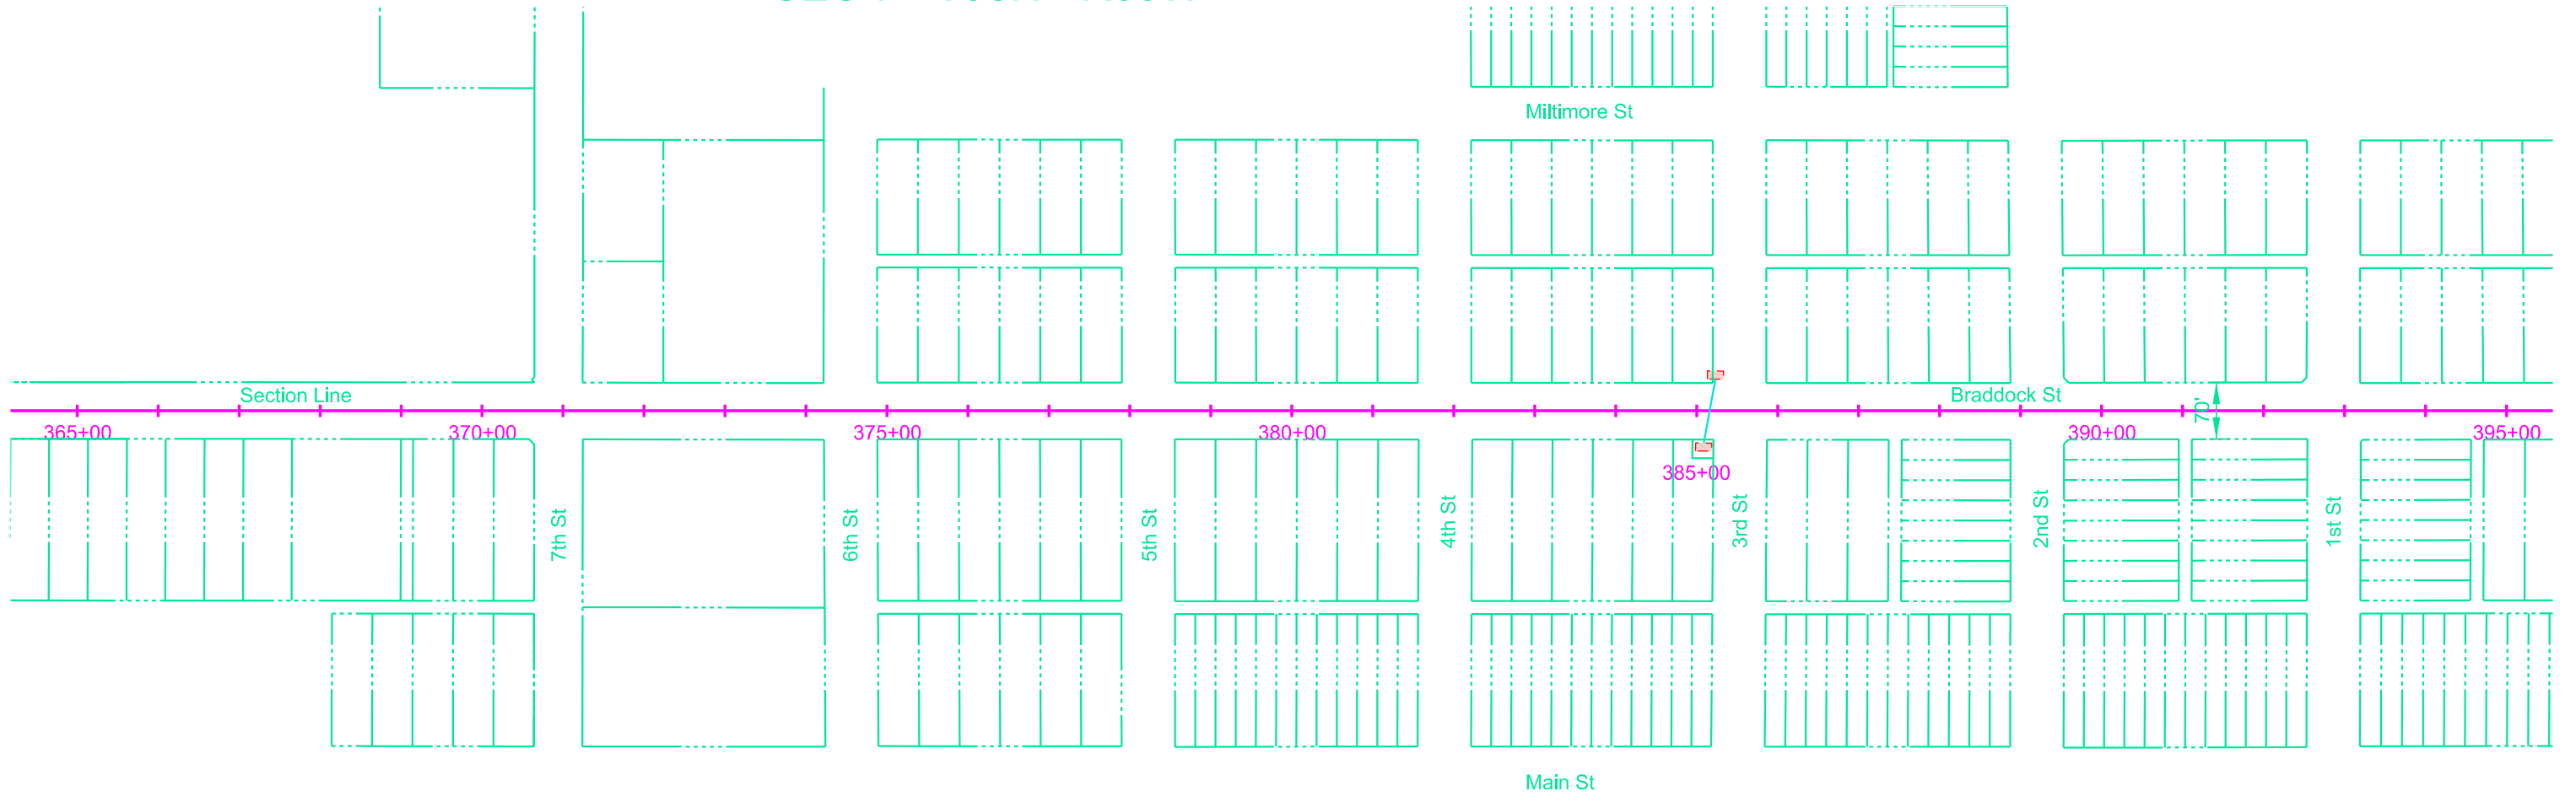 Miltimore St
Section Line
Braddock St
70'
365+00
370+00
375+00
380+00
390+00
395+00
385+00
7th St
6th St
5th St
4th St
3rd St
2nd St
1st St
Main St